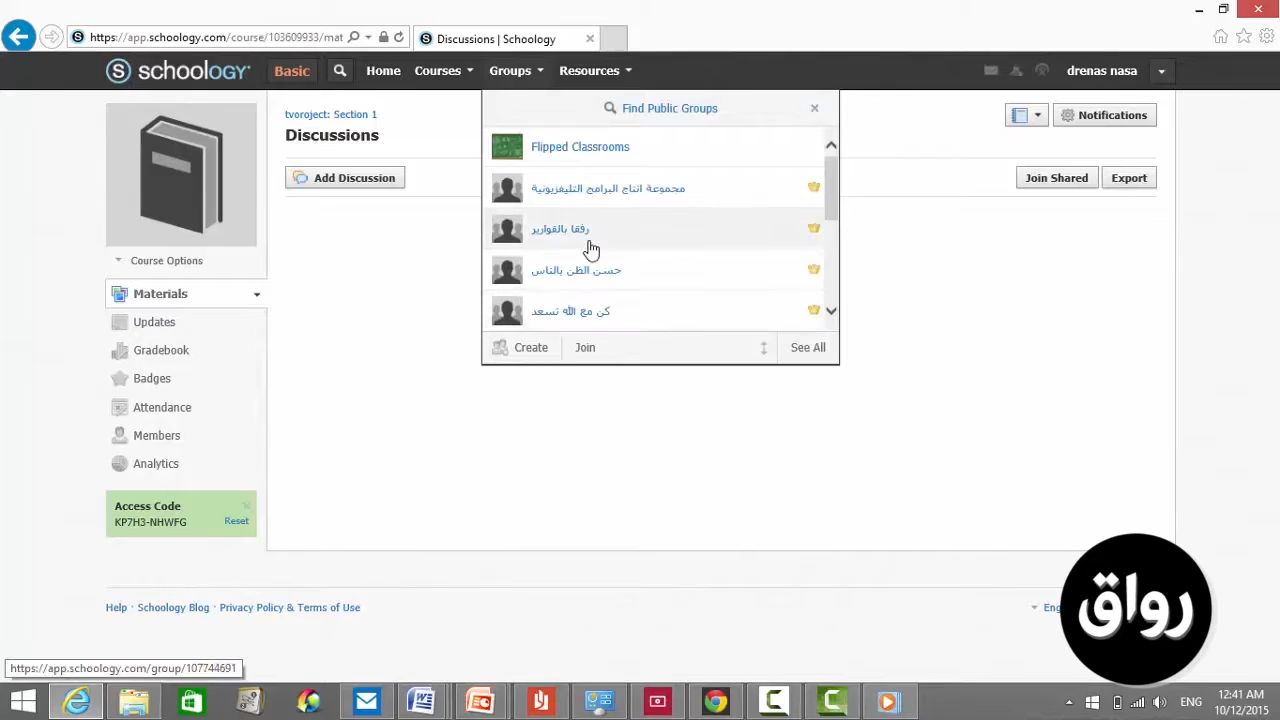 https://app.schoology.com/course/103609933/mat
Discussions | Schoology
schoology
Basic
Home
Courses
Groups
Resources
drenas nasa
Find Public Groups
Flipped Classrooms
مجموعة انتاج البرامج التليفزيونية
رفقا بالقوارير
حسن الظن بالناس
كن مع الله تسعد
Create
Join
See All
tvoroject: Section 1
Discussions
Notifications
Add Discussion
Join Shared
Export
Course Options
Materials
Updates
Gradebook
Badges
Attendance
Members
Analytics
Access Code
KP7H3-NHWFG
Reset
Help · Schoology Blog · Privacy Policy & Terms of Use
Eng
رواق
https://app.schoology.com/group/107744691
ENG
12:41 AM
10/12/2015